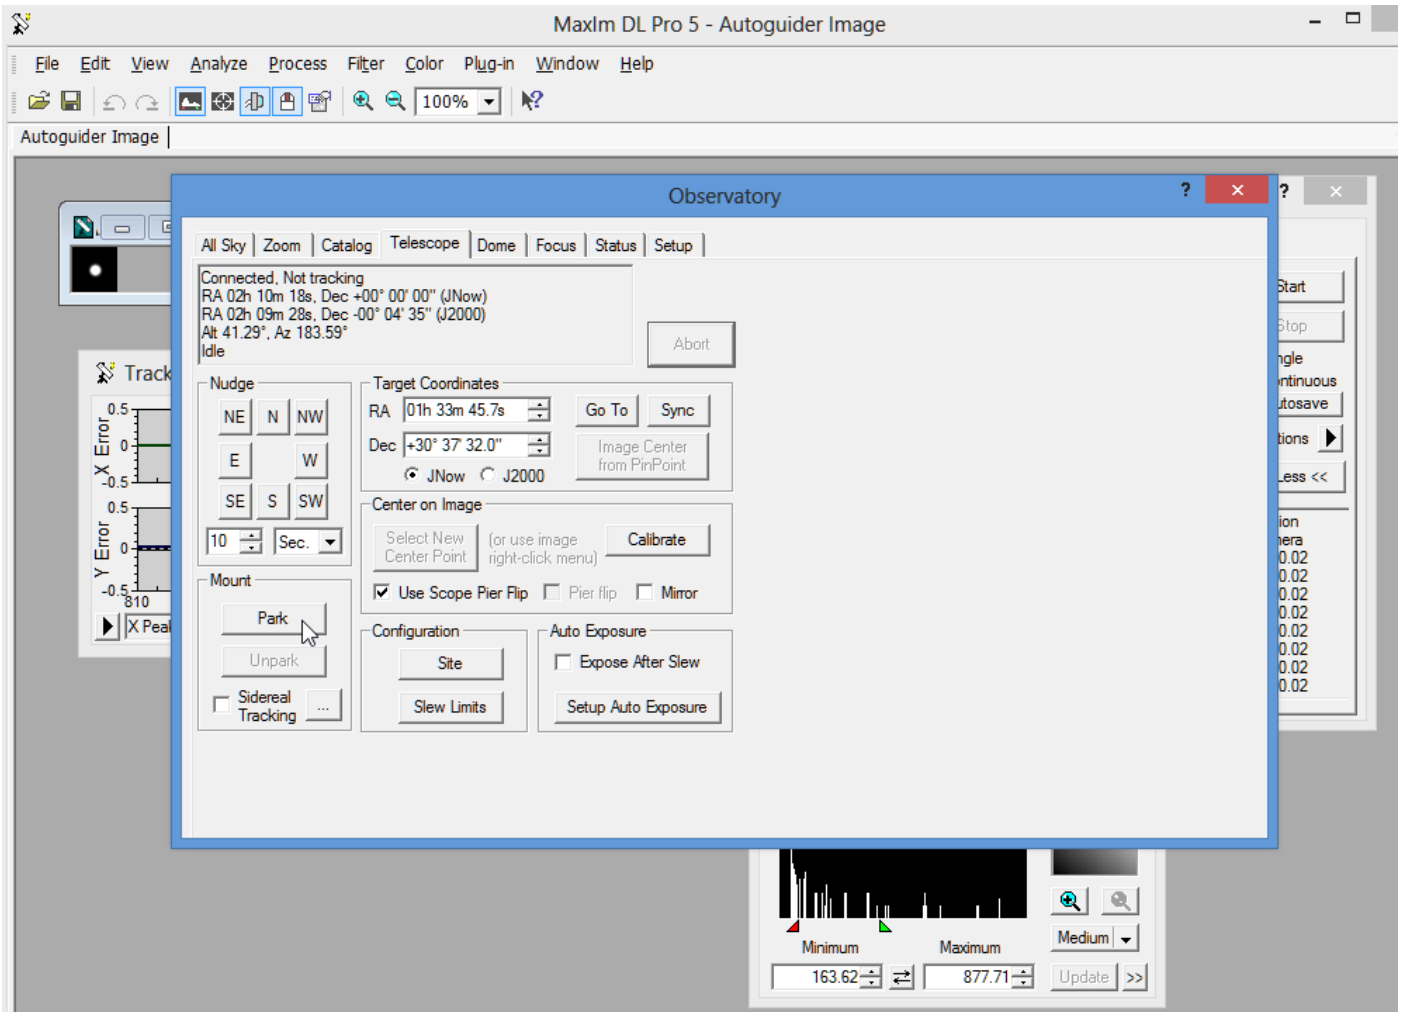 MaxIm DL Pro 5 - Autoguider Image
File Edit View Analyze Process Filter Color Plug-in Window Help
100%
Autoguider Image
Observatory
All Sky Zoom Catalog Telescope Dome Focus Status Setup
Connected, Not tracking
RA 02h 10m 18s, Dec +00° 00' 00" (JNow)
RA 02h 09m 28s, Dec -00° 04' 35" (J2000)
Alt 41.29°, Az 183.59°
Idle
Abort
Nudge
NE N NW
E W
SE S SW
10 Sec.
Mount
Park
Unpark
Sidereal
Tracking ...
Target Coordinates
RA 01h 33m 45.7s Go To Sync
Dec +30° 37' 32.0" Image Center
from PinPoint
JNow J2000
Center on Image
Select New
Center Point
(or use image
right-click menu)
Calibrate
Use Scope Pier Flip Pier flip Mirror
Configuration
Site
Slew Limits
Auto Exposure
Expose After Slew
Setup Auto Exposure
Track
X Error
0.5
0
-0.5
Y Error
0.5
0
-0.5
810
X Pea
Start
Stop
ngle
ontinuous
utosave
tions
Less <<
ion
nera
0.02
0.02
0.02
0.02
0.02
0.02
0.02
0.02
Medium
Minimum Maximum
163.62 877.71 Update >>